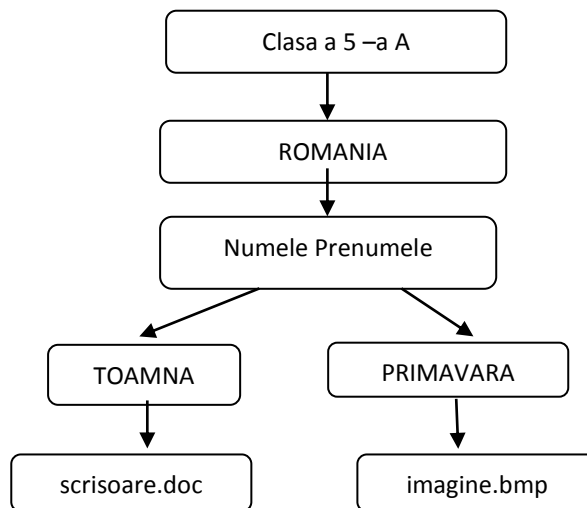 Clasa a 5 –a A
ROMANIA
Numele Prenumele
TOAMNA
PRIMAVARA
scrisoare.doc
imagine.bmp